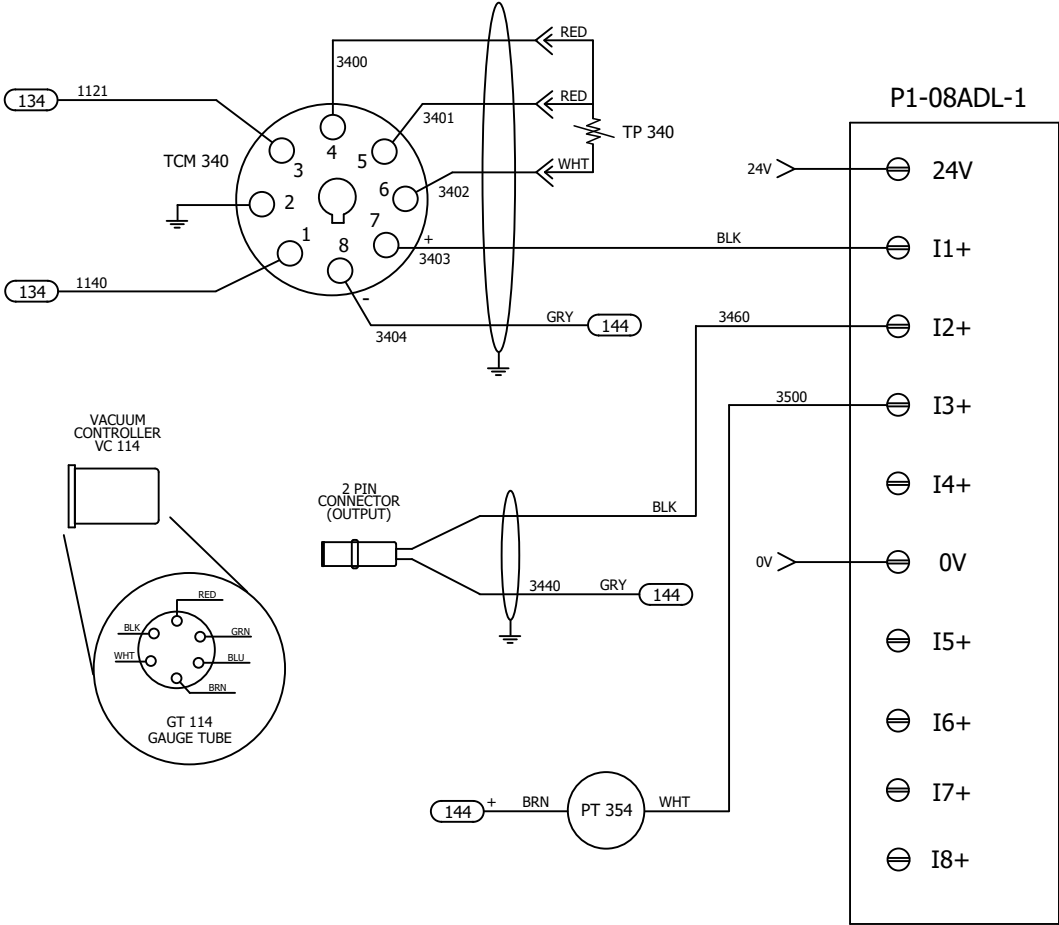 RED
3400
134
1121
RED
P1-08ADL-1
3401
TP 340
TCM 340
4
3
5
WHT
24V
24V
6
3402
2
7
+
BLK
1
8
3403
I1+
134
1140
-
GRY
144
3460
I2+
3404
3500
I3+
VACUUM
CONTROLLER
VC 114
2 PIN
CONNECTOR
(OUTPUT)
I4+
BLK
0V
0V
3440
GRY
144
RED
BLK
GRN
WHT
BLU
BRN
I5+
GT 114
GAUGE TUBE
I6+
I7+
144
+
BRN
PT 354
WHT
I8+